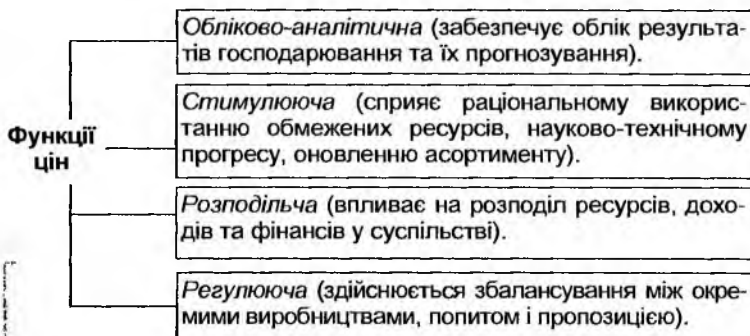 Обліково-аналітична (забезпечує облік результа-
тів господарювання та їх прогнозування).
Стимулююча (сприяє раціональному викорис-
танню обмежених ресурсів, науково-технічному
прогресу, оновленню асортименту).
Функції
цін
Розподільча (впливає на розподіл ресурсів, дохо-
дів та фінансів у суспільстві).
Регулююча (здійснюється збалансування між окре-
мими виробництвами, попитом і пропозицією).